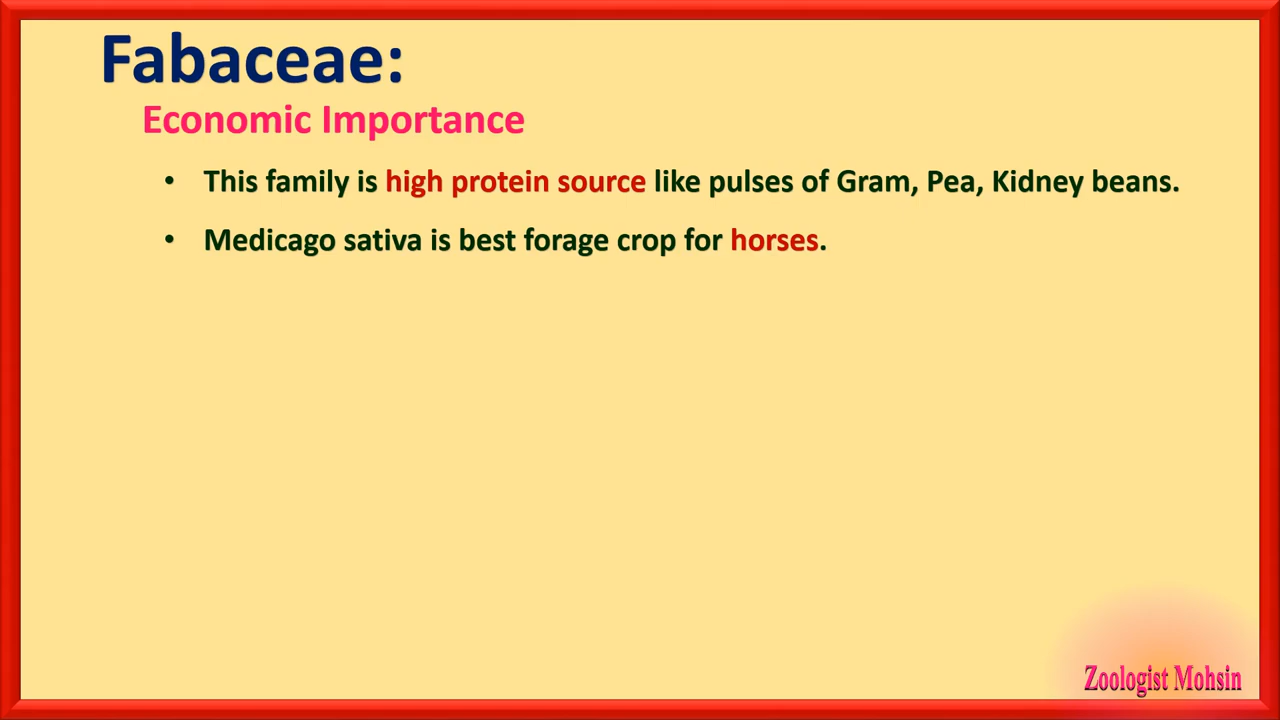 Fabaceae:
Economic Importance
• This family is high protein source like pulses of Gram, Pea, Kidney beans.
• Medicago sativa is best forage crop for horses.
Zoologist Mohsin